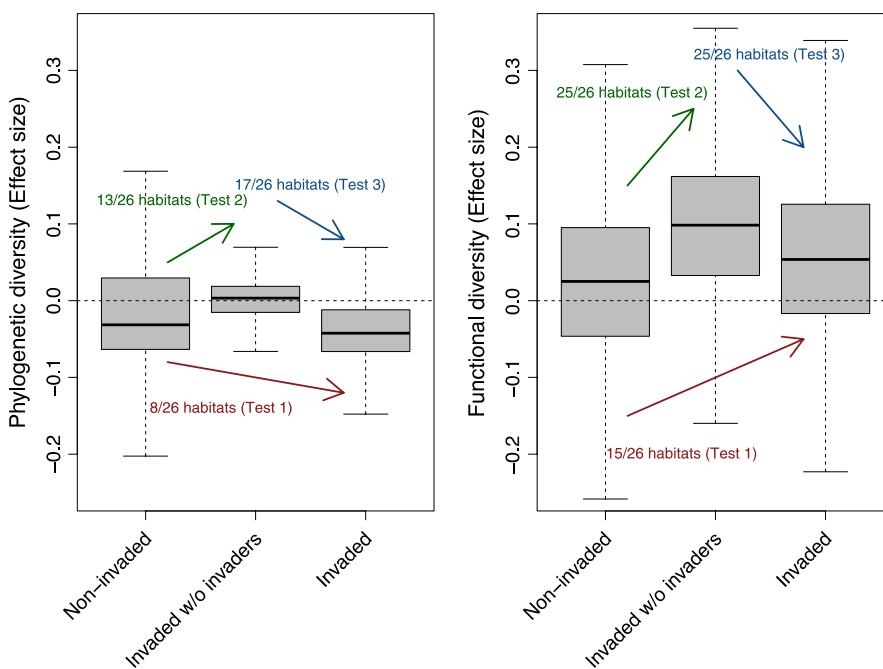 Phylogenetic diversity (Effect size)
0.3
0.2
0.1
0.0
−0.1
−0.2
13/26 habitats (Test 2)
17/26 habitats (Test 3)
8/26 habitats (Test 1)
Non−invaded
Invaded w/o invaders
Invaded
Functional diversity (Effect size)
0.3
0.2
0.1
0.0
−0.1
−0.2
25/26 habitats (Test 3)
25/26 habitats (Test 2)
15/26 habitats (Test 1)
Non−invaded
Invaded w/o invaders
Invaded